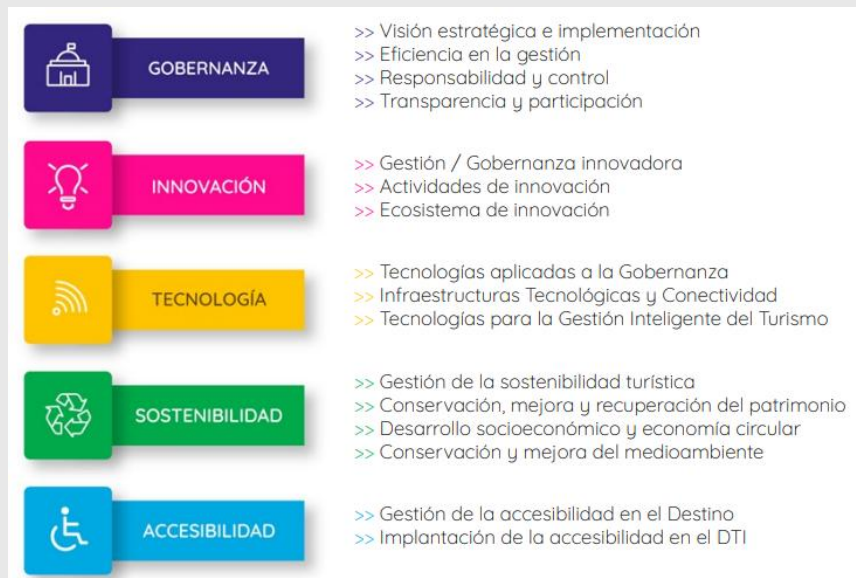 GOBERNANZA
>> Visión estratégica e implementación
>> Eficiencia en la gestión
>> Responsabilidad y control
>> Transparencia y participación
INNOVACIÓN
>> Gestión / Gobernanza innovadora
>> Actividades de innovación
>> Ecosistema de innovación
TECNOLOGÍA
>> Tecnologías aplicadas a la Gobernanza
>> Infraestructuras Tecnológicas y Conectividad
>> Tecnologías para la Gestión Inteligente del Turismo
SOSTENIBILIDAD
>> Gestión de la sostenibilidad turística
>> Conservación, mejora y recuperación del patrimonio
>> Desarrollo socioeconómico y economía circular
>> Conservación y mejora del medioambiente
ACCESIBILIDAD
>> Gestión de la accesibilidad en el Destino
>> Implantación de la accesibilidad en el DTI